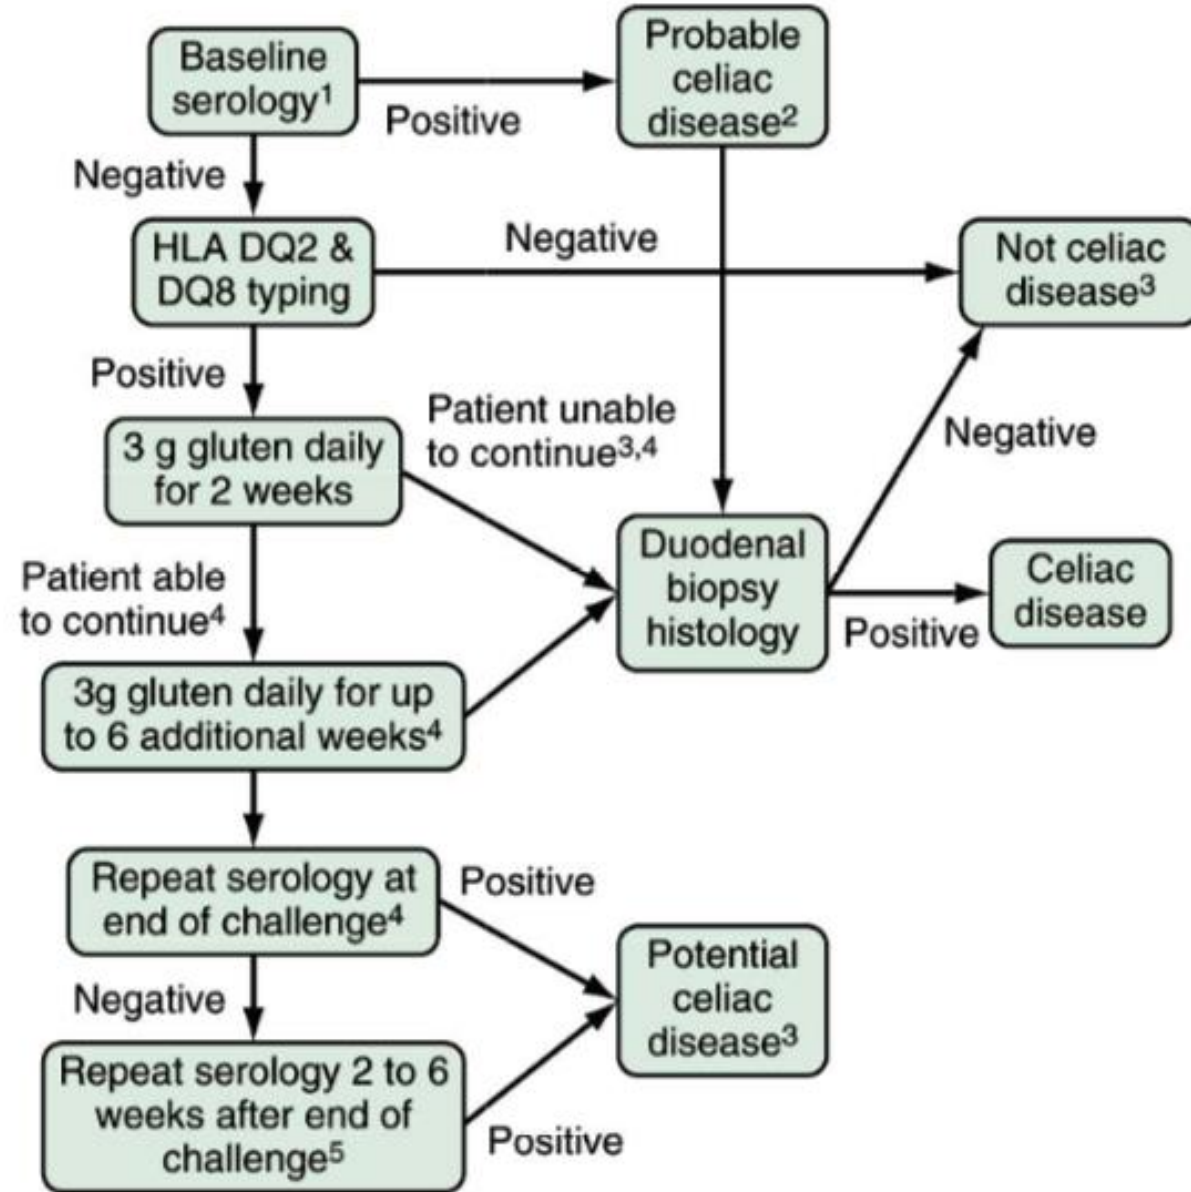 Baseline
serology¹
Positive
Probable
celiac
disease²
Negative
HLA DQ2 &
DQ8 typing
Negative
Not celiac
disease³
Positive
3 g gluten daily
for 2 weeks
Patient unable
to continue³,⁴
Negative
Patient able
to continue⁴
Duodenal
biopsy
histology
Positive
Celiac
disease
3g gluten daily for up
to 6 additional weeks⁴
Repeat serology at
end of challenge⁴
Positive
Negative
Potential
celiac
disease³
Repeat serology 2 to 6
weeks after end of
challenge⁵
Positive